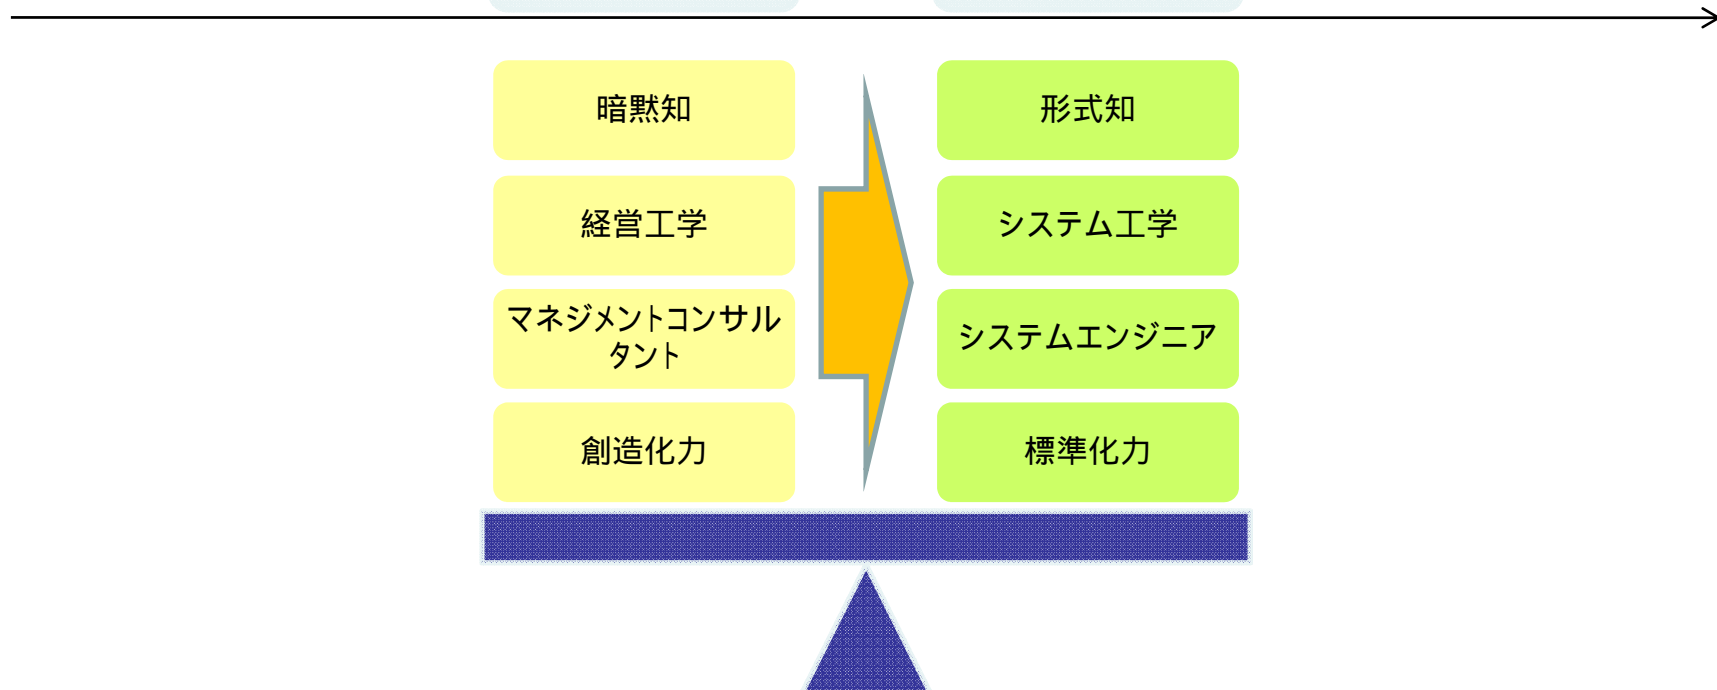 暗黙知
形式知
経営工学
システム工学
マネジメントコンサル
タント
システムエンジニア
創造化力
標準化力